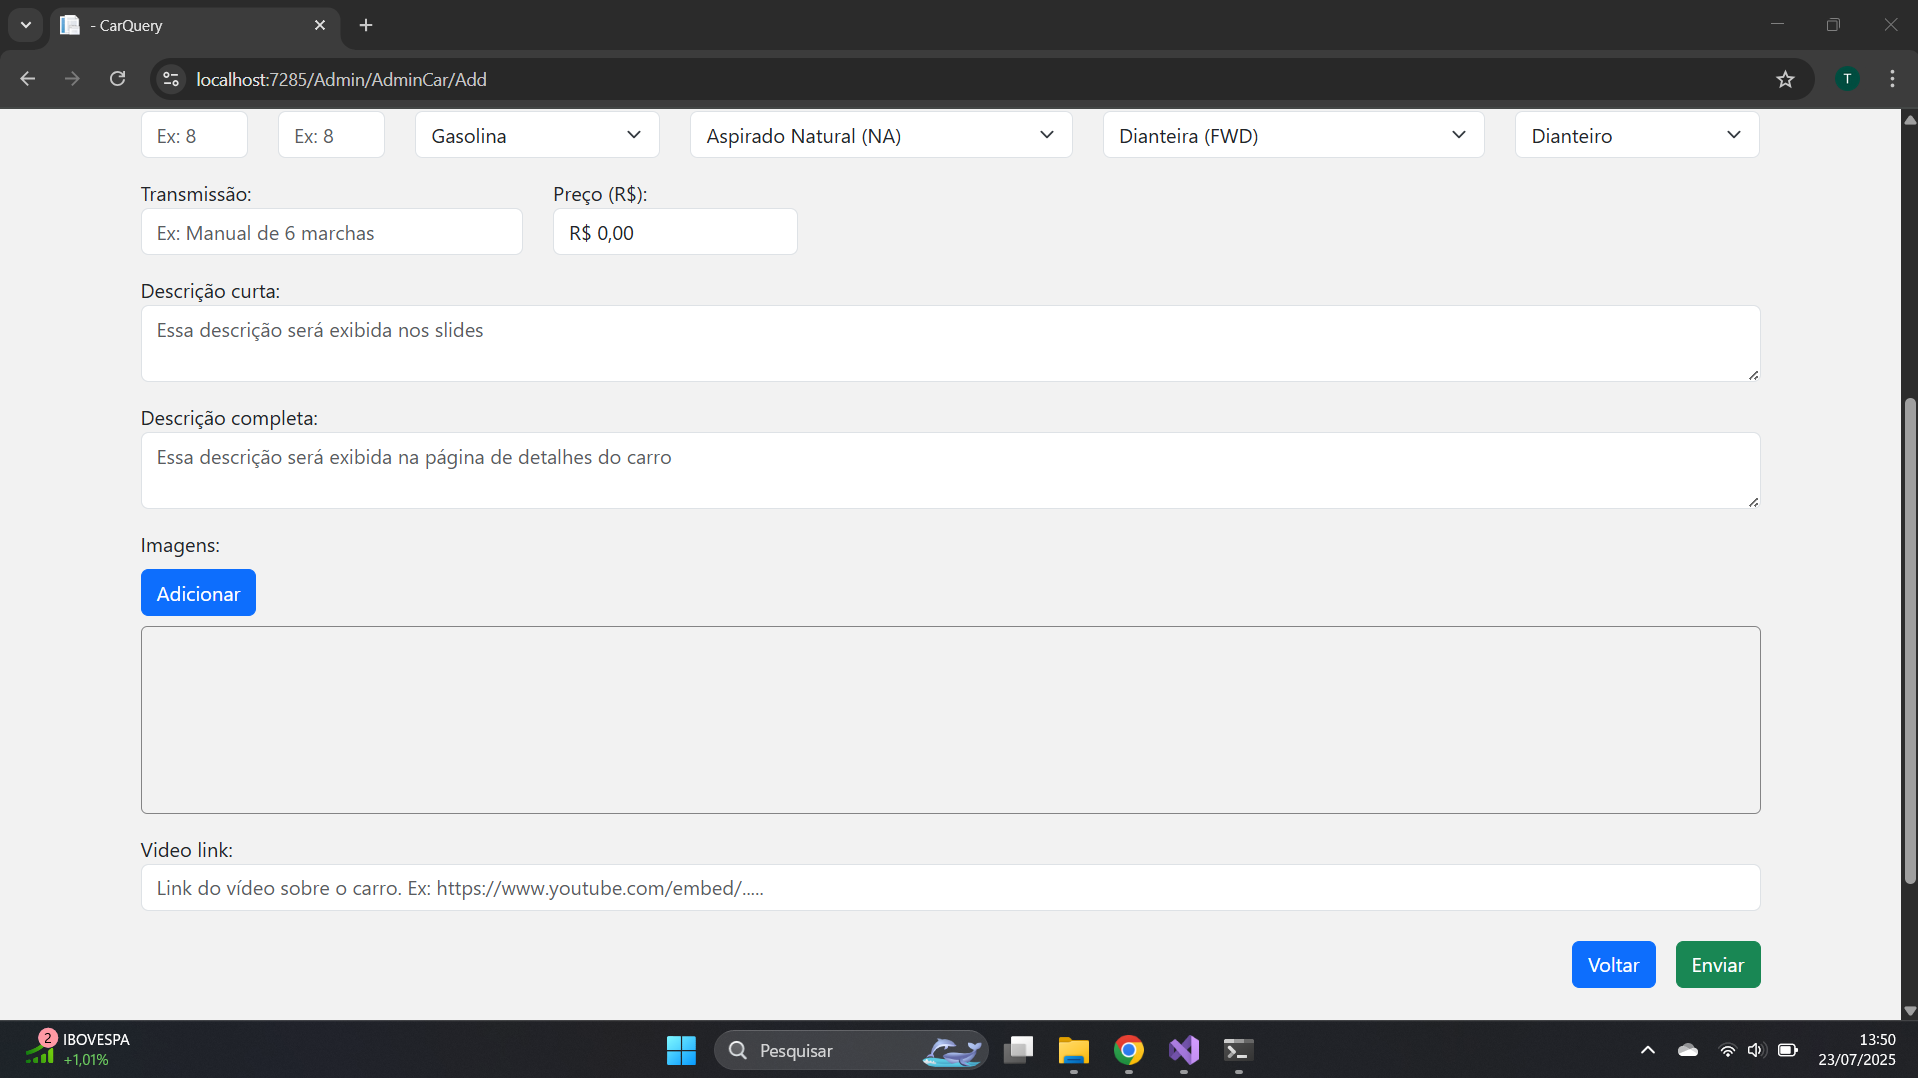 - CarQuery
localhost:7285/Admin/AdminCar/Add
T
Ex: 8
Ex: 8
Gasolina
Aspirado Natural (NA)
Dianteira (FWD)
Dianteiro
Transmissão:
Preço (R$):
Ex: Manual de 6 marchas
R$ 0,00
Descrição curta:
Essa descrição será exibida nos slides
Descrição completa:
Essa descrição será exibida na página de detalhes do carro
Imagens:
Adicionar
Video link:
Link do vídeo sobre o carro. Ex: https://www.youtube.com/embed/.....
Voltar
Enviar
2
IBOVESPA
+1,01%
Pesquisar
13:50
23/07/2025